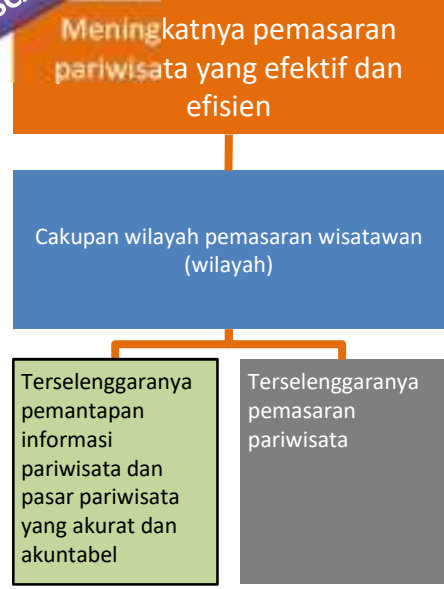 Meningkatnya pemasaran
pariwisata yang efektif dan
efisien
Cakupan wilayah pemasaran wisatawan
(wilayah)
Terselenggaranya
pemantapan
informasi
pariwisata dan
pasar pariwisata
yang akurat dan
akuntabel
Terselenggaranya
pemasaran
pariwisata